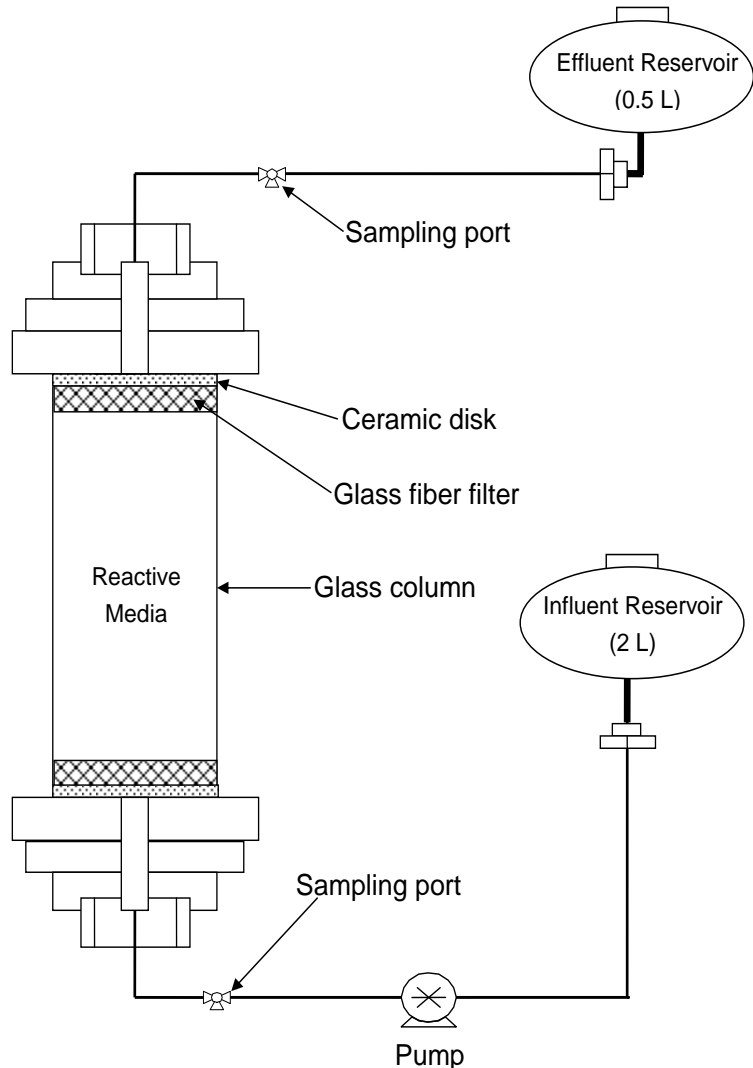 Effluent Reservoir
(0.5 L)
Sampling port
Ceramic disk
Glass fiber filter
Reactive
Media
Glass column
Influent Reservoir
(2 L)
Sampling port
Pump